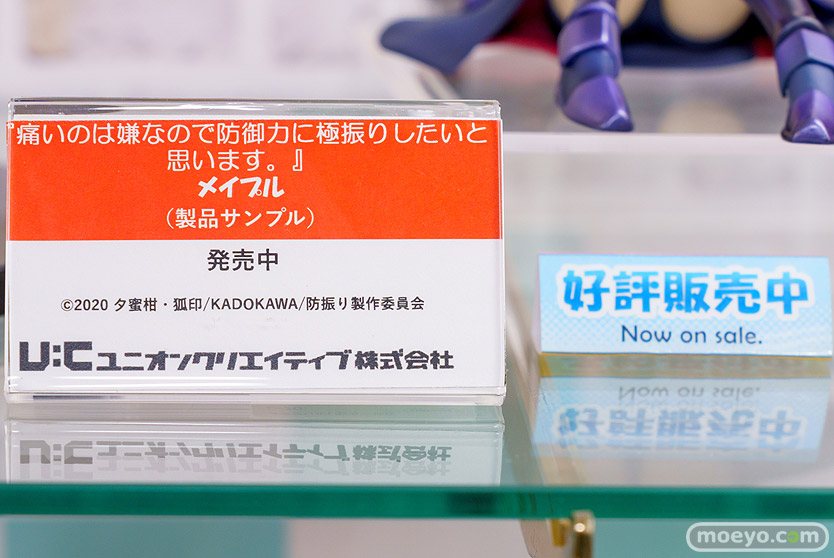 『痛いのは嫌なので防御力に極振りしたいと
思います。』
メイプル
(製品サンプル)
発売中
©2020 夕蜜柑・狐印/KADOKAWA/防振り製作委員会
U:C ユニオンクリエイティブ株式会社
好評販売中
Now on sale.
moeyo.com